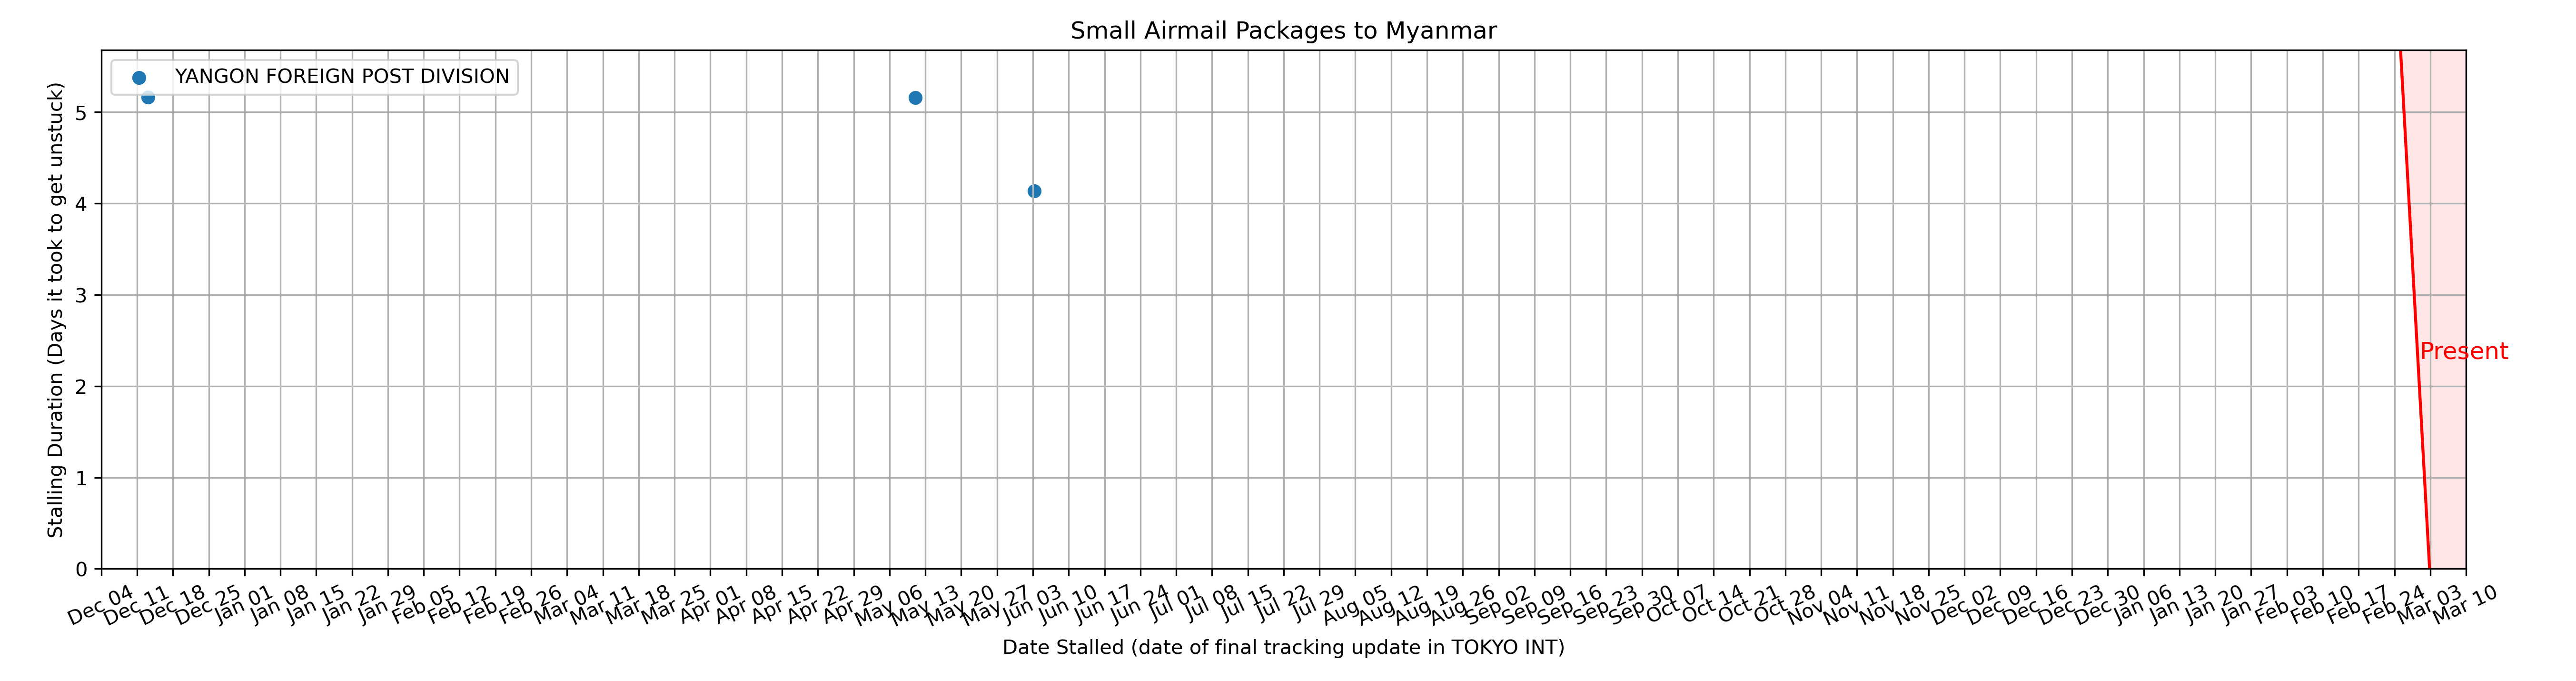 Small Airmail Packages to Myanmar
YANGON FOREIGN POST DIVISION
Stalling Duration (Days it took to get unstuck)
5
4
3
2
1
0
Present
Dec 04
Dec 11
Dec 18
Dec 25
Jan 01
Jan 08
Jan 15
Jan 22
Jan 29
Feb 05
Feb 12
Feb 19
Feb 26
Mar 04
Mar 11
Mar 18
Mar 25
Apr 01
Apr 08
Apr 15
Apr 22
Apr 29
May 06
May 13
May 20
May 27
Jun 03
Jun 10
Jun 17
Jun 24
Jul 01
Jul 08
Jul 15
Jul 22
Jul 29
Aug 05
Aug 12
Aug 19
Aug 26
Sep 02
Sep 09
Sep 16
Sep 23
Sep 30
Oct 07
Oct 14
Oct 21
Oct 28
Nov 04
Nov 11
Nov 18
Nov 25
Dec 02
Dec 09
Dec 16
Dec 23
Dec 30
Jan 06
Jan 13
Jan 20
Jan 27
Feb 03
Feb 10
Feb 17
Feb 24
Mar 03
Mar 10
Date Stalled (date of final tracking update in TOKYO INT)